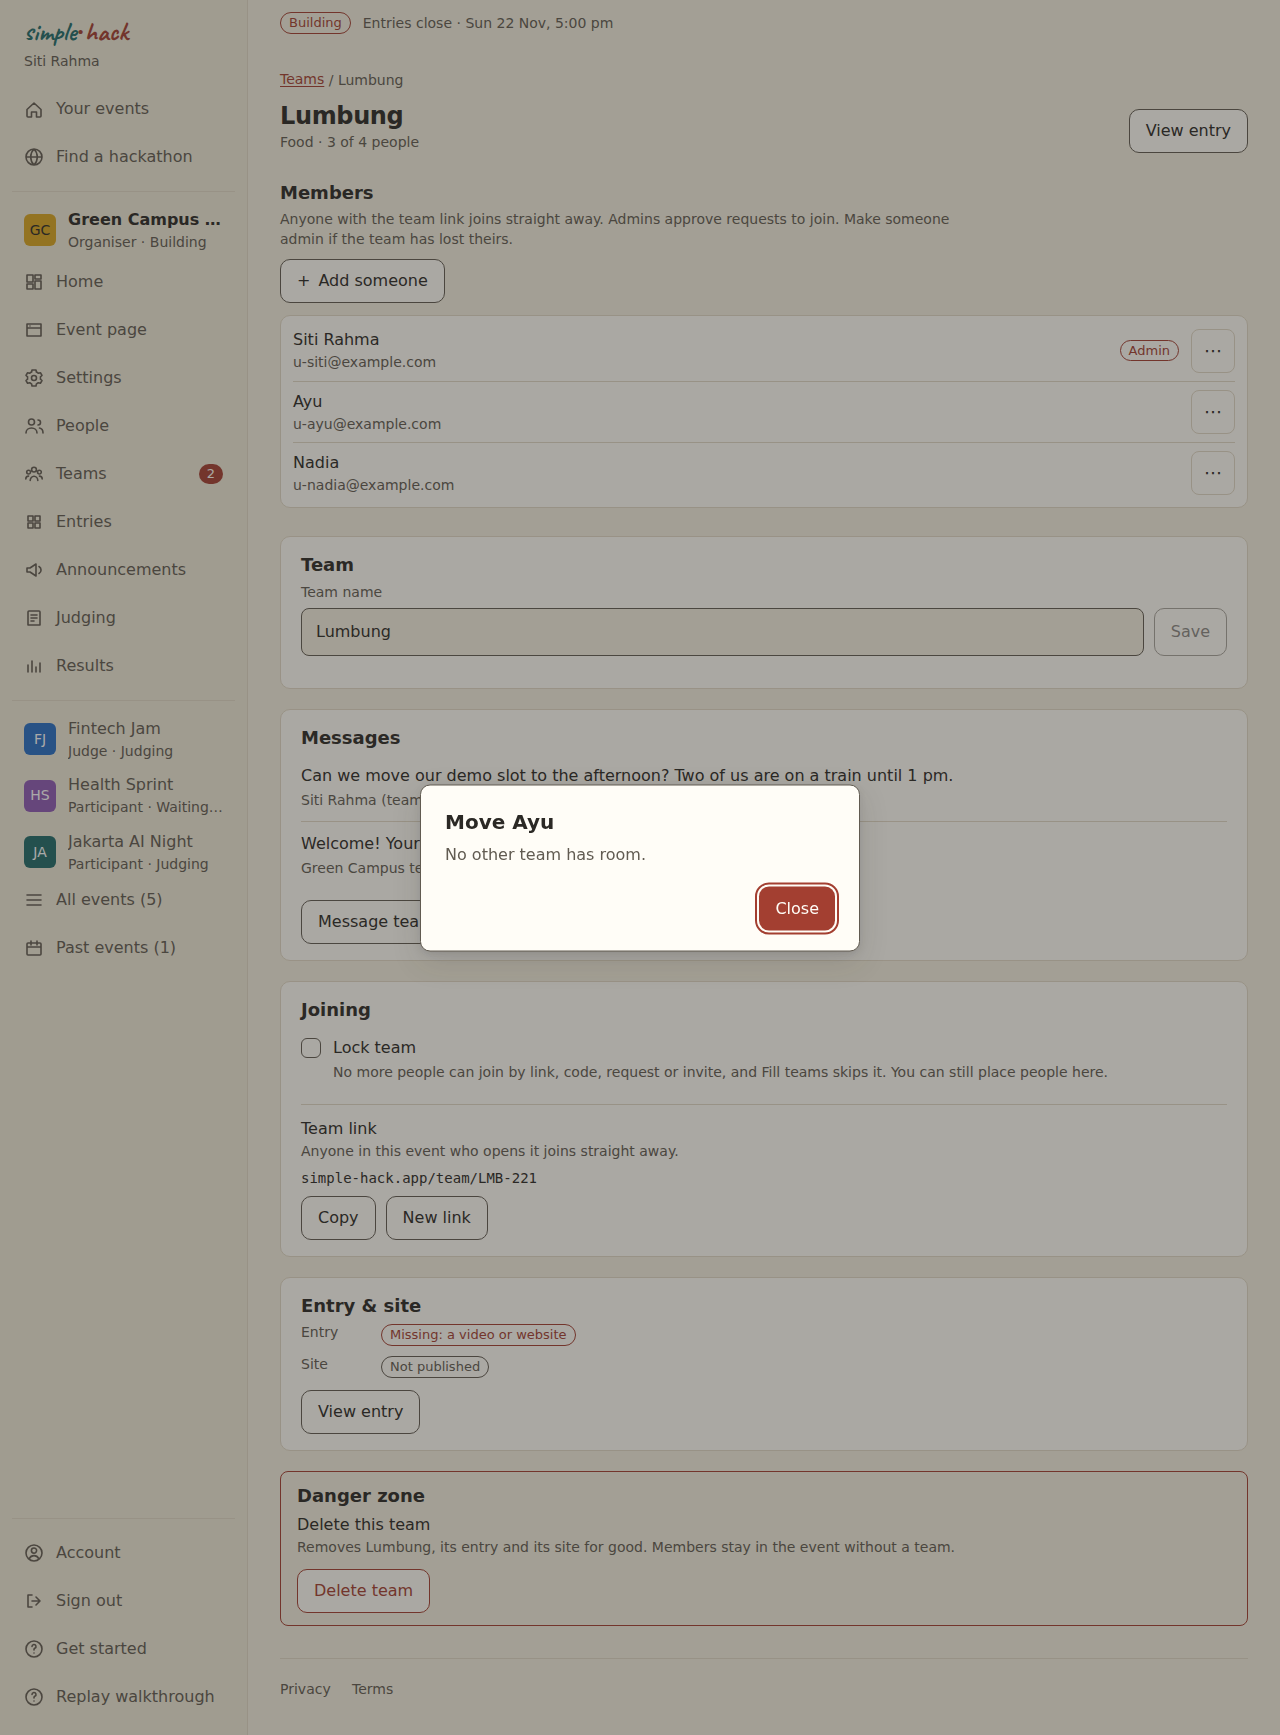 simple·hack
Siti Rahma
Your events
Find a hackathon
GC
Green Campus ...
Organiser · Building
Home
Event page
Settings
People
Teams
2
Entries
Announcements
Judging
Results
FJ
Fintech Jam
Judge · Judging
HS
Health Sprint
Participant · Waiting...
JA
Jakarta AI Night
Participant · Judging
All events (5)
Past events (1)
Account
Sign out
Get started
Replay walkthrough
Building
Entries close · Sun 22 Nov, 5:00 pm
Teams / Lumbung
Lumbung
Food · 3 of 4 people
View entry
Members
Anyone with the team link joins straight away. Admins approve requests to join. Make someone
admin if the team has lost theirs.
+ Add someone
Siti Rahma
u-siti@example.com
Admin
Ayu
u-ayu@example.com
Nadia
u-nadia@example.com
Team
Team name
Lumbung
Save
Messages
Can we move our demo slot to the afternoon? Two of us are on a train until 1 pm.
Siti Rahma (team
Welcome! Your
Green Campus te
Message tea
Move Ayu
No other team has room.
Close
Joining
Lock team
No more people can join by link, code, request or invite, and Fill teams skips it. You can still place people here.
Team link
Anyone in this event who opens it joins straight away.
simple-hack.app/team/LMB-221
Copy
New link
Entry & site
Entry
Missing: a video or website
Site
Not published
View entry
Danger zone
Delete this team
Removes Lumbung, its entry and its site for good. Members stay in the event without a team.
Delete team
Privacy
Terms